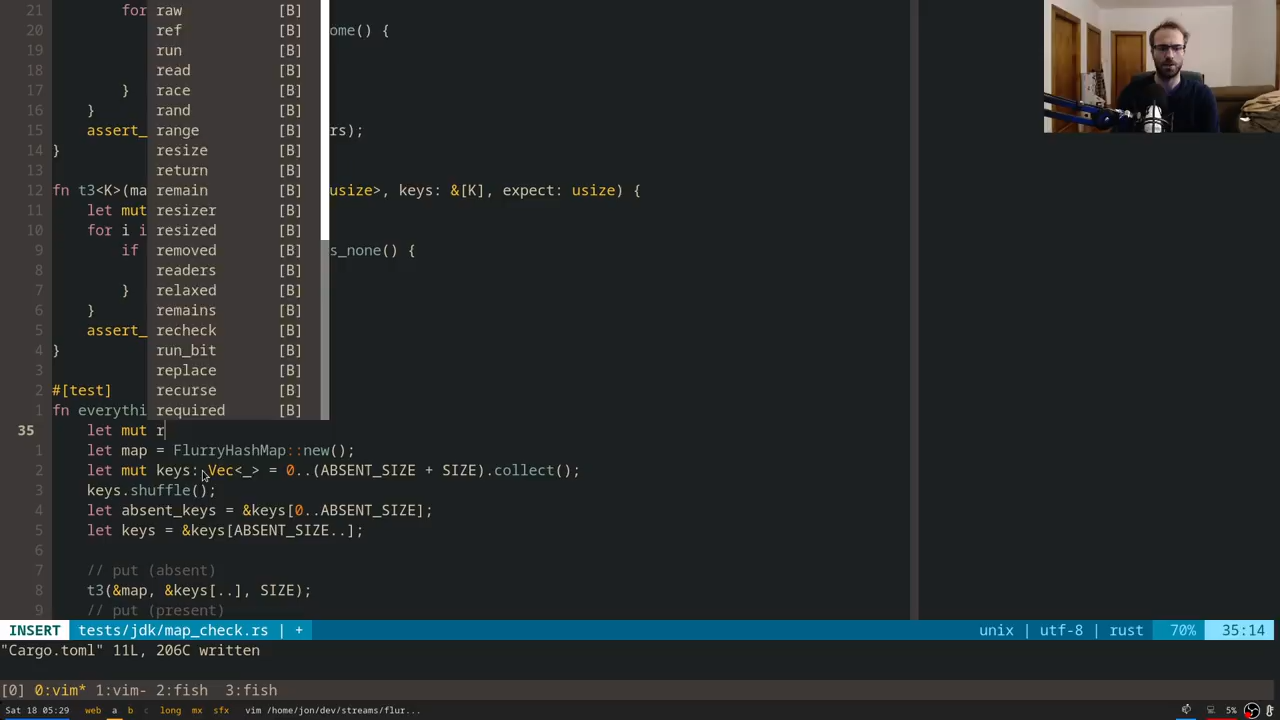 21 for raw [B]
20 ref [B] ome() {
19 run [B]
18 read [B]
17 } race [B]
16 } rand [B]
15 assert_ range [B] rs);
14 } resize [B]
13 return [B]
12 fn t3<K>(ma remain [B] usize>, keys: &[K], expect: usize) {
11 let mut resizer [B]
10 for i i resized [B]
9 if removed [B] s_none() {
8 readers [B]
7 } relaxed [B]
6 } remains [B]
5 assert_ recheck [B]
4 } run_bit [B]
3 replace [B]
2 #[test] recurse [B]
1 fn everythi required [B]
35 let mut r
1 let map = FlurryHashMap::new();
2 let mut keys: Vec<_> = 0..(ABSENT_SIZE + SIZE).collect();
3 keys.shuffle();
4 let absent_keys = &keys[0..ABSENT_SIZE];
5 let keys = &keys[ABSENT_SIZE..];
6
7 // put (absent)
8 t3(&map, &keys[..], SIZE);
9 // put (present)
INSERT tests/jdk/map_check.rs | + unix | utf-8 | rust 70% 35:14
"Cargo.toml" 11L, 206C written
[0] 0:vim* 1:vim- 2:fish 3:fish
Sat 18 05:29 web a b c long mx sfx vim /home/jon/dev/streams/flur... 5%